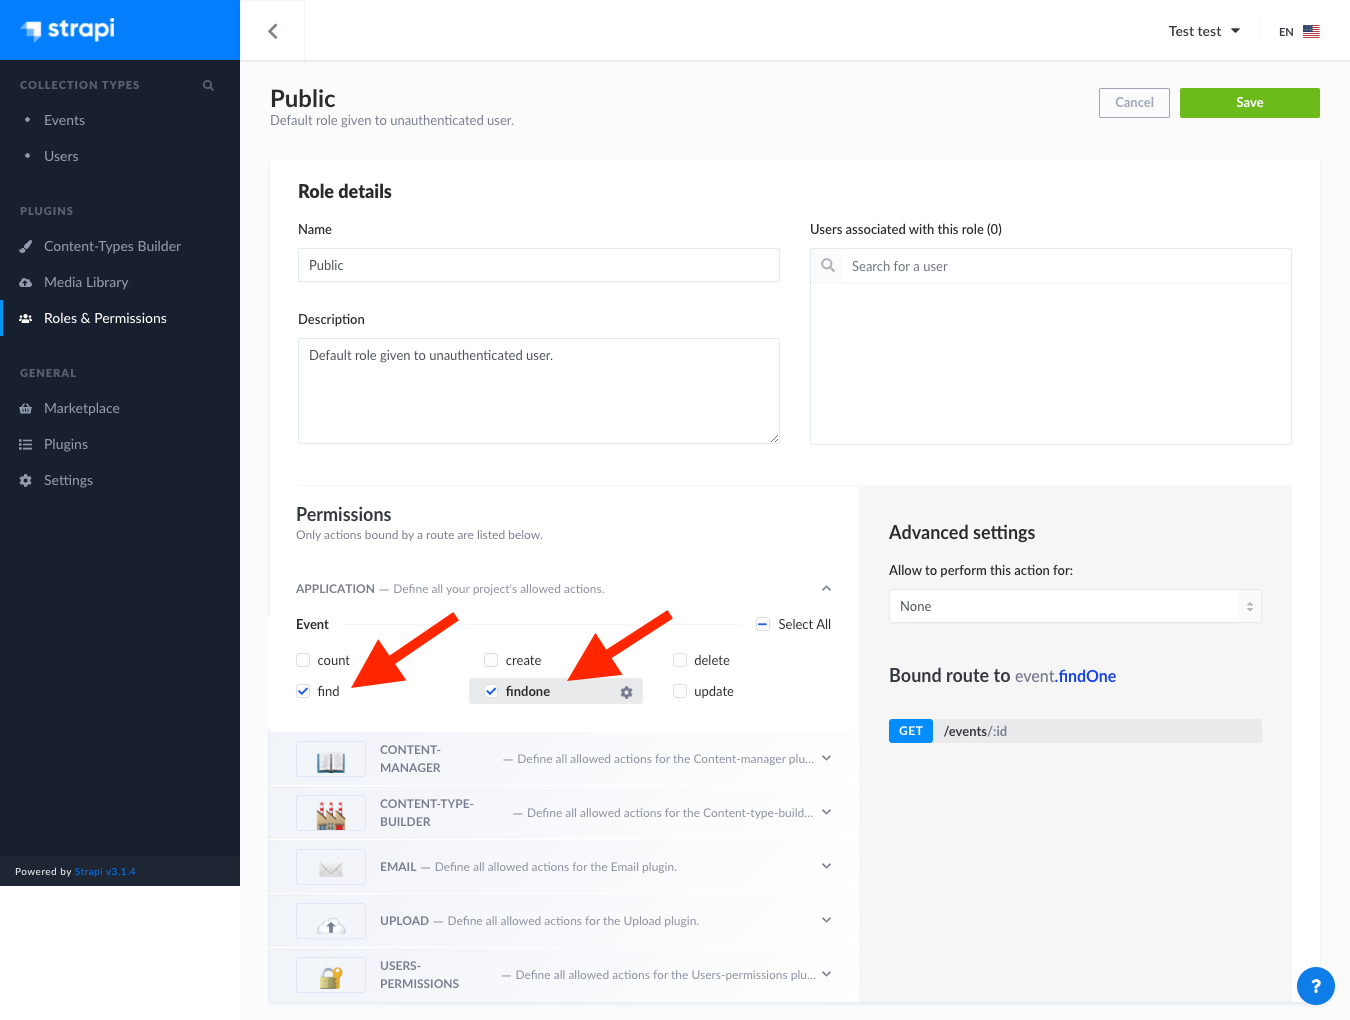 strapi
Test test
EN
COLLECTION TYPES
Events
Users
PLUGINS
Content-Types Builder
Media Library
Roles & Permissions
GENERAL
Marketplace
Plugins
Settings
Powered by Strapi v3.1.4
Public
Default role given to unauthenticated user.
Cancel
Save
Role details
Name
Public
Users associated with this role (0)
Search for a user
Description
Default role given to unauthenticated user.
Permissions
Only actions bound by a route are listed below.
APPLICATION — Define all your project's allowed actions.
Event
Select All
count
create
delete
find
findone
update
CONTENT-
MANAGER
— Define all allowed actions for the Content-manager plu...
CONTENT-TYPE-
BUILDER
— Define all allowed actions for the Content-type-build...
EMAIL — Define all allowed actions for the Email plugin.
UPLOAD — Define all allowed actions for the Upload plugin.
USERS-
PERMISSIONS
— Define all allowed actions for the Users-permissions plu...
Advanced settings
Allow to perform this action for:
None
Bound route to event.findOne
GET /events/:id
?